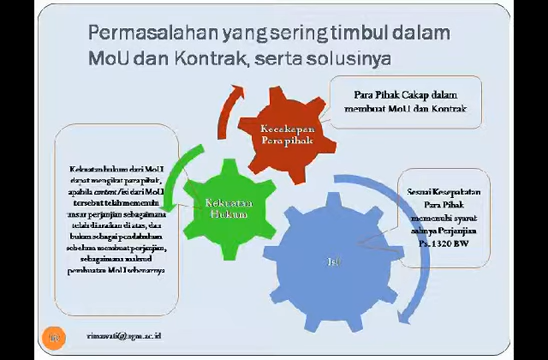 Permasalahan yang sering timbul dalam
MoU dan Kontrak, serta solusinya
Para Pihak Cakap dalam
membuat MoU dan Kontrak
Kecakapan
Para pihak
Kekuatan hukum dari MoU
dapat mengikat para pihak,
apabila content / isi dari MoU
tersebut telah memenuhi
unsur perjanjian sebagaimana
telah diuraikan di atas, dan
bukan sebagai pendahuluan
sebelum membuat perjanjian,
sebagaimana maksud
pembuatan MoU sebenarnya
Kekuatan
Hukum
Sesuai Kesepakatan
Para Pihak
memenuhi syarat
sahnya Perjanjian
Ps. 1320 BW
Isi
rimawati@ugm.ac.id